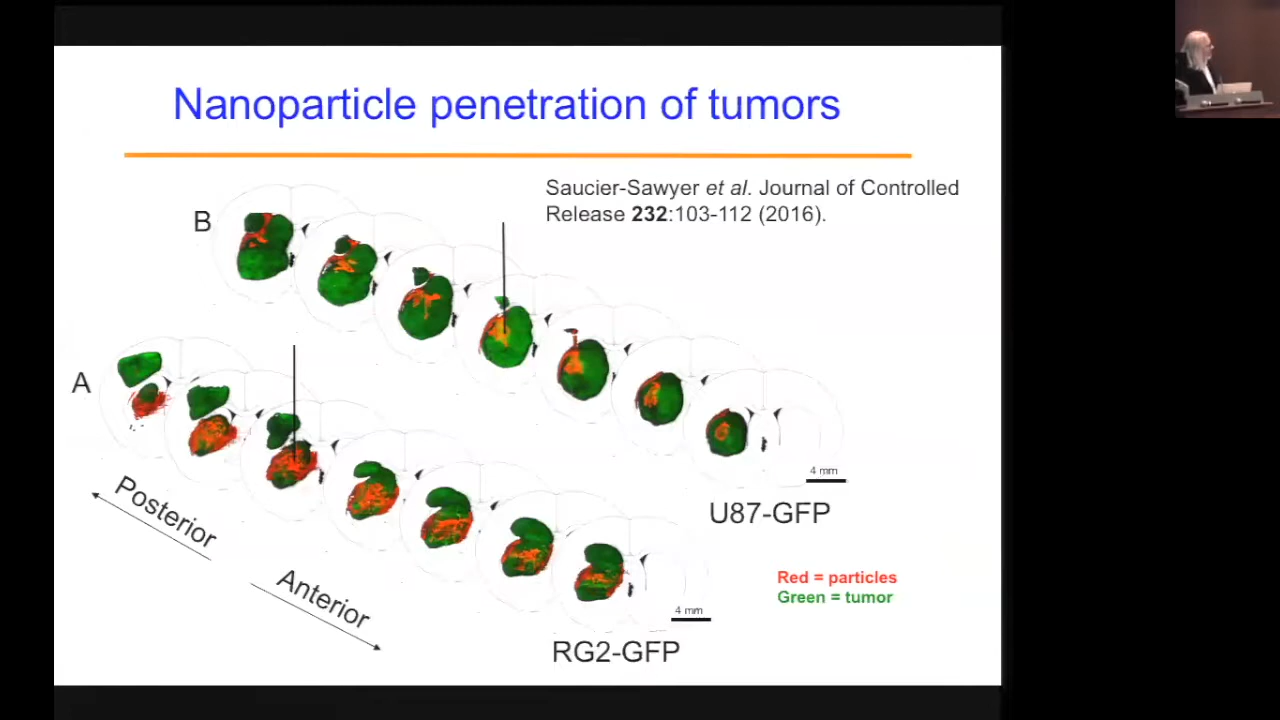 Nanoparticle penetration of tumors
Saucier-Sawyer et al. Journal of Controlled
Release 232:103-112 (2016).
B
A
4 mm
U87-GFP
Posterior
Anterior
Red = particles
Green = tumor
4 mm
RG2-GFP